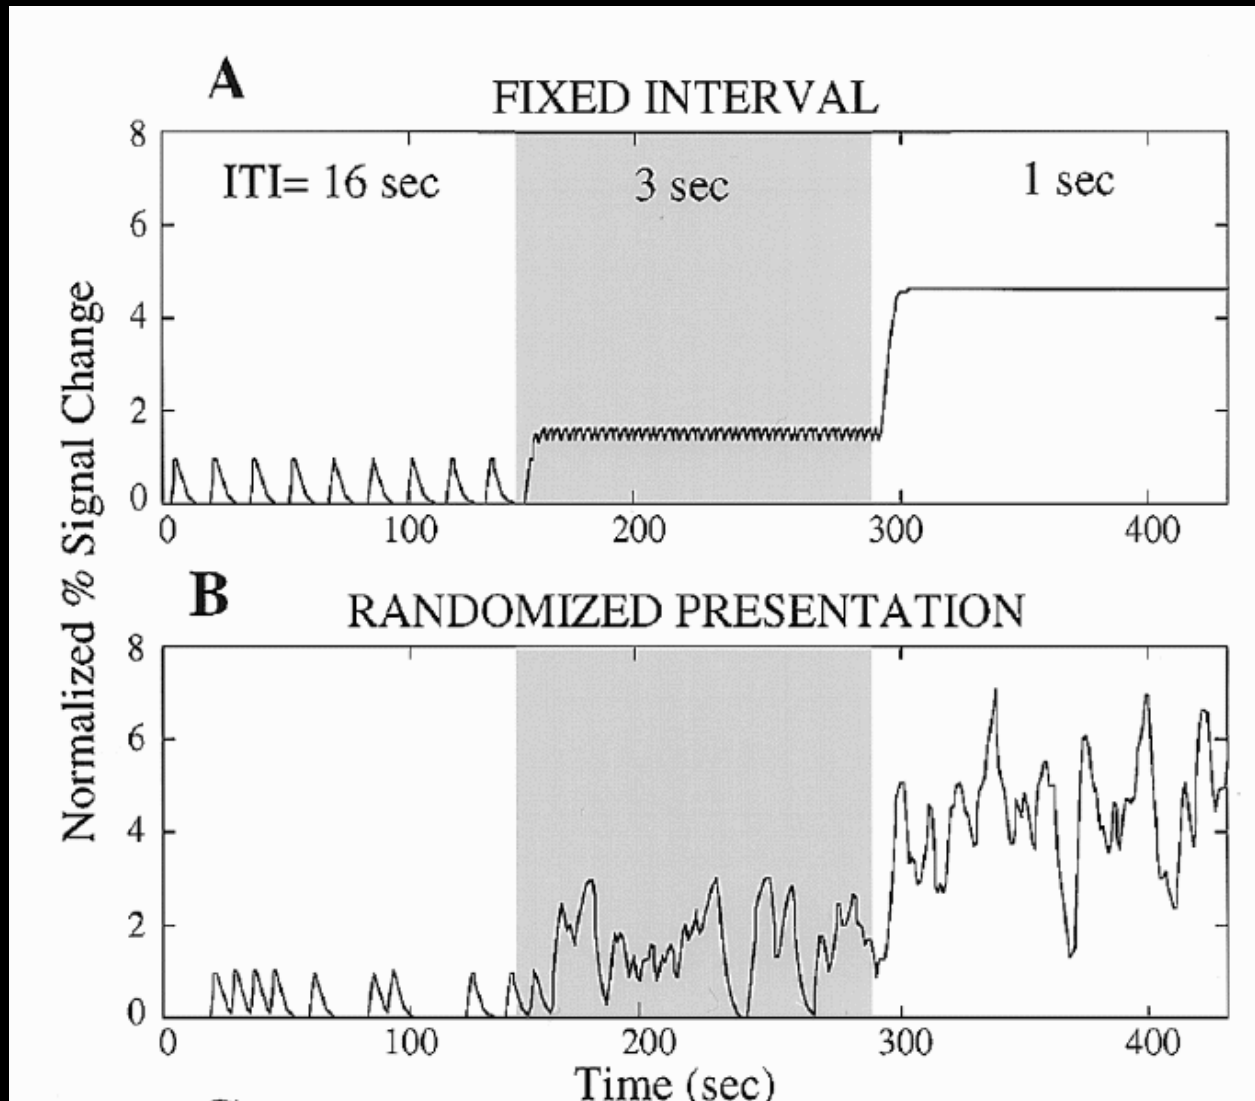 A
FIXED INTERVAL
8
6
4
2
0
ITI= 16 sec
3 sec
1 sec
0 100 200 300 400
Normalized % Signal Change
B
RANDOMIZED PRESENTATION
8
6
4
2
0
0 100 200 300 400
Time (sec)